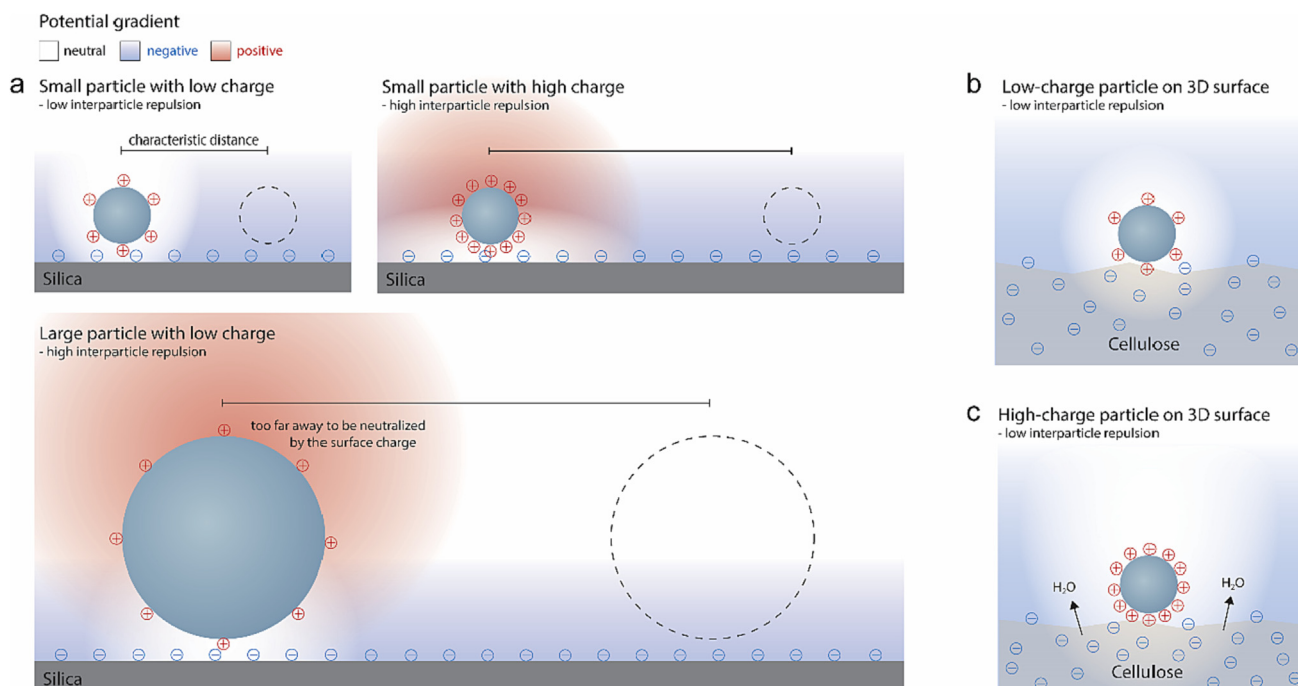 Potential gradient
neutral negative positive
a
Small particle with low charge
- low interparticle repulsion
characteristic distance
Silica
Small particle with high charge
- high interparticle repulsion
Silica
Large particle with low charge
- high interparticle repulsion
too far away to be neutralized
by the surface charge
Silica
b
Low-charge particle on 3D surface
- low interparticle repulsion
Cellulose
c
High-charge particle on 3D surface
- low interparticle repulsion
H₂O
H₂O
Cellulose